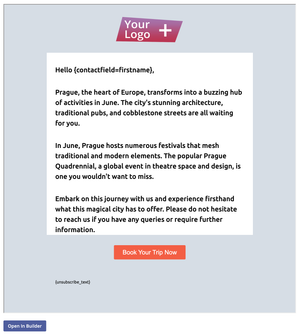 Your
Logo +
Hello {contactfield=firstname},
Prague, the heart of Europe, transforms into a buzzing hub
of activities in June. The city's stunning architecture,
traditional pubs, and cobblestone streets are all waiting
for you.
In June, Prague hosts numerous festivals that mesh
traditional and modern elements. The popular Prague
Quadrennial, a global event in theatre space and design, is
one you wouldn't want to miss.
Embark on this journey with us and experience firsthand
what this magical city has to offer. Please do not hesitate
to reach us if you have any queries or require further
information.
Book Your Trip Now
{unsubscribe_text}
Open in Builder